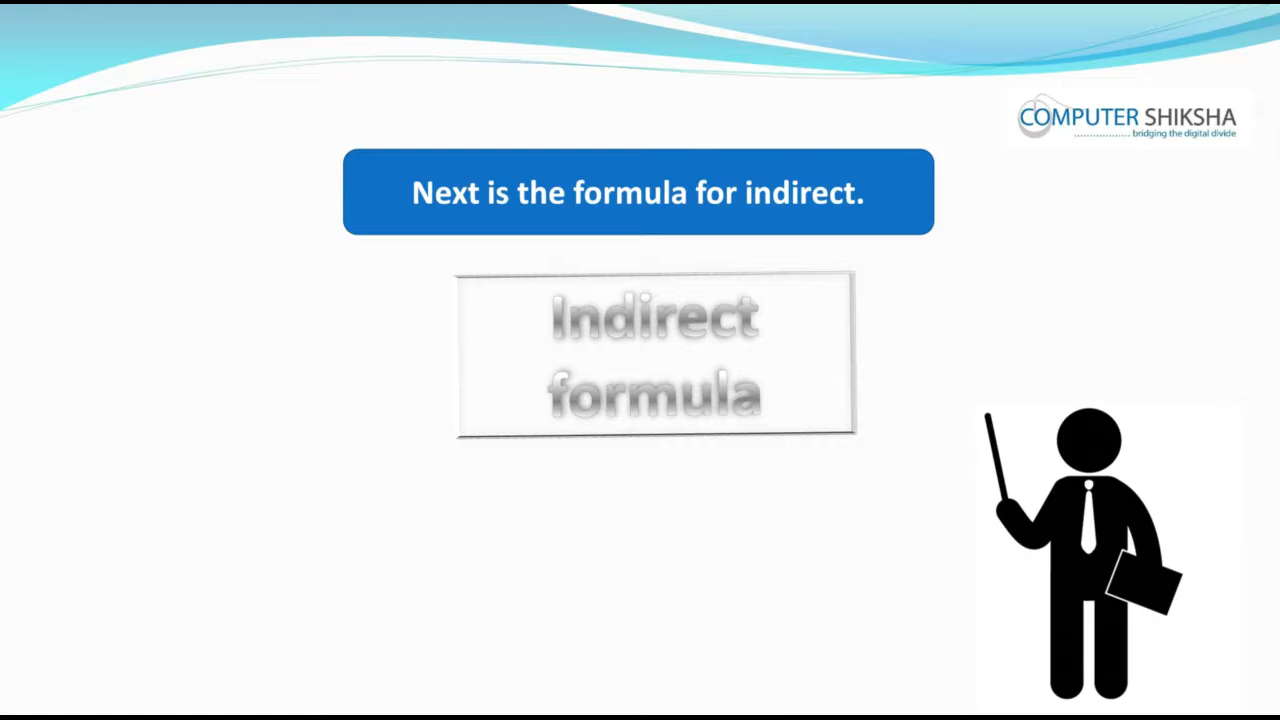 COMPUTER SHIKSHA
bridging the digital divide
Next is the formula for indirect.
Indirect
formula